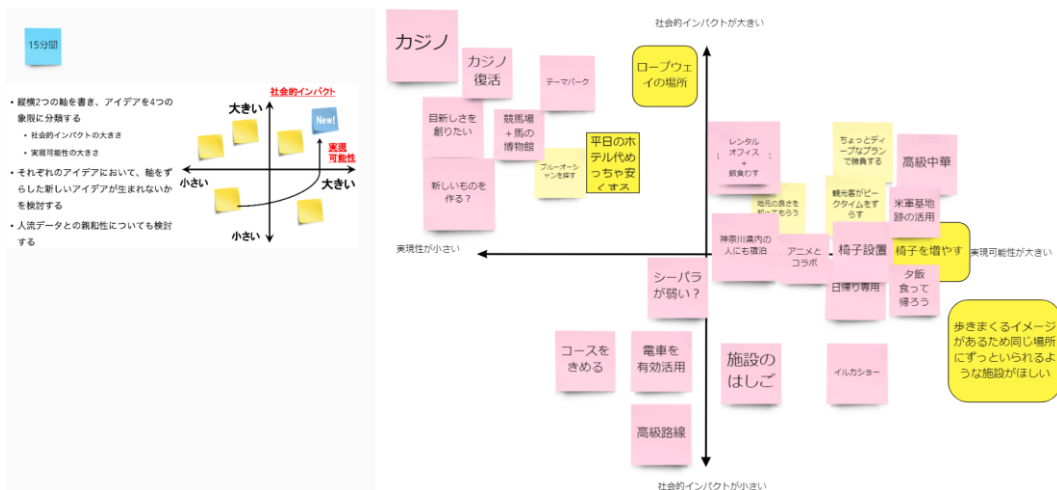 15分間
• 縦横2つの軸を書き、アイデアを4つの
象限に分類する
• 社会的インパクトの大きさ
• 実現可能性の大きさ
• それぞれのアイデアにおいて、軸をず
らした新しいアイデアが生まれないか
を検討する
• 人流データとの親和性についても検討
する
社会的インパクト
大きい
New!
実現
可能性
小さい
大きい
小さい
社会的インパクトが大きい
カジノ
カジノ
復活
テーマパーク
ロープウェ
イの場所
目新しさを
創りたい
競馬場
+馬の
博物館
ブルーオーシ
ャンを探す
平日のホ
テル代め
っちゃ安
くする
新しいものを
作る?
レンタル
オフィス
+
飯食わす
ちょっとディ
ープなプラン
で勝負する
高級中華
地元の良さを
知ってもらう
観光客がピ
ークタイムをず
らす
米軍基地
跡の活用
実現性が小さい
神奈川県内の
人にも宿泊
アニメと
コラボ
椅子設置
椅子を増やす
実現可能性が大きい
シーパラ
が弱い?
日帰り専用
夕飯
食って
帰ろう
歩きまくるイメージ
があるため同じ場所
にずっといられるよ
うな施設がほしい
コースを
きめる
電車を
有効活用
施設の
はしご
イルカショー
高級路線
社会的インパクトが小さい